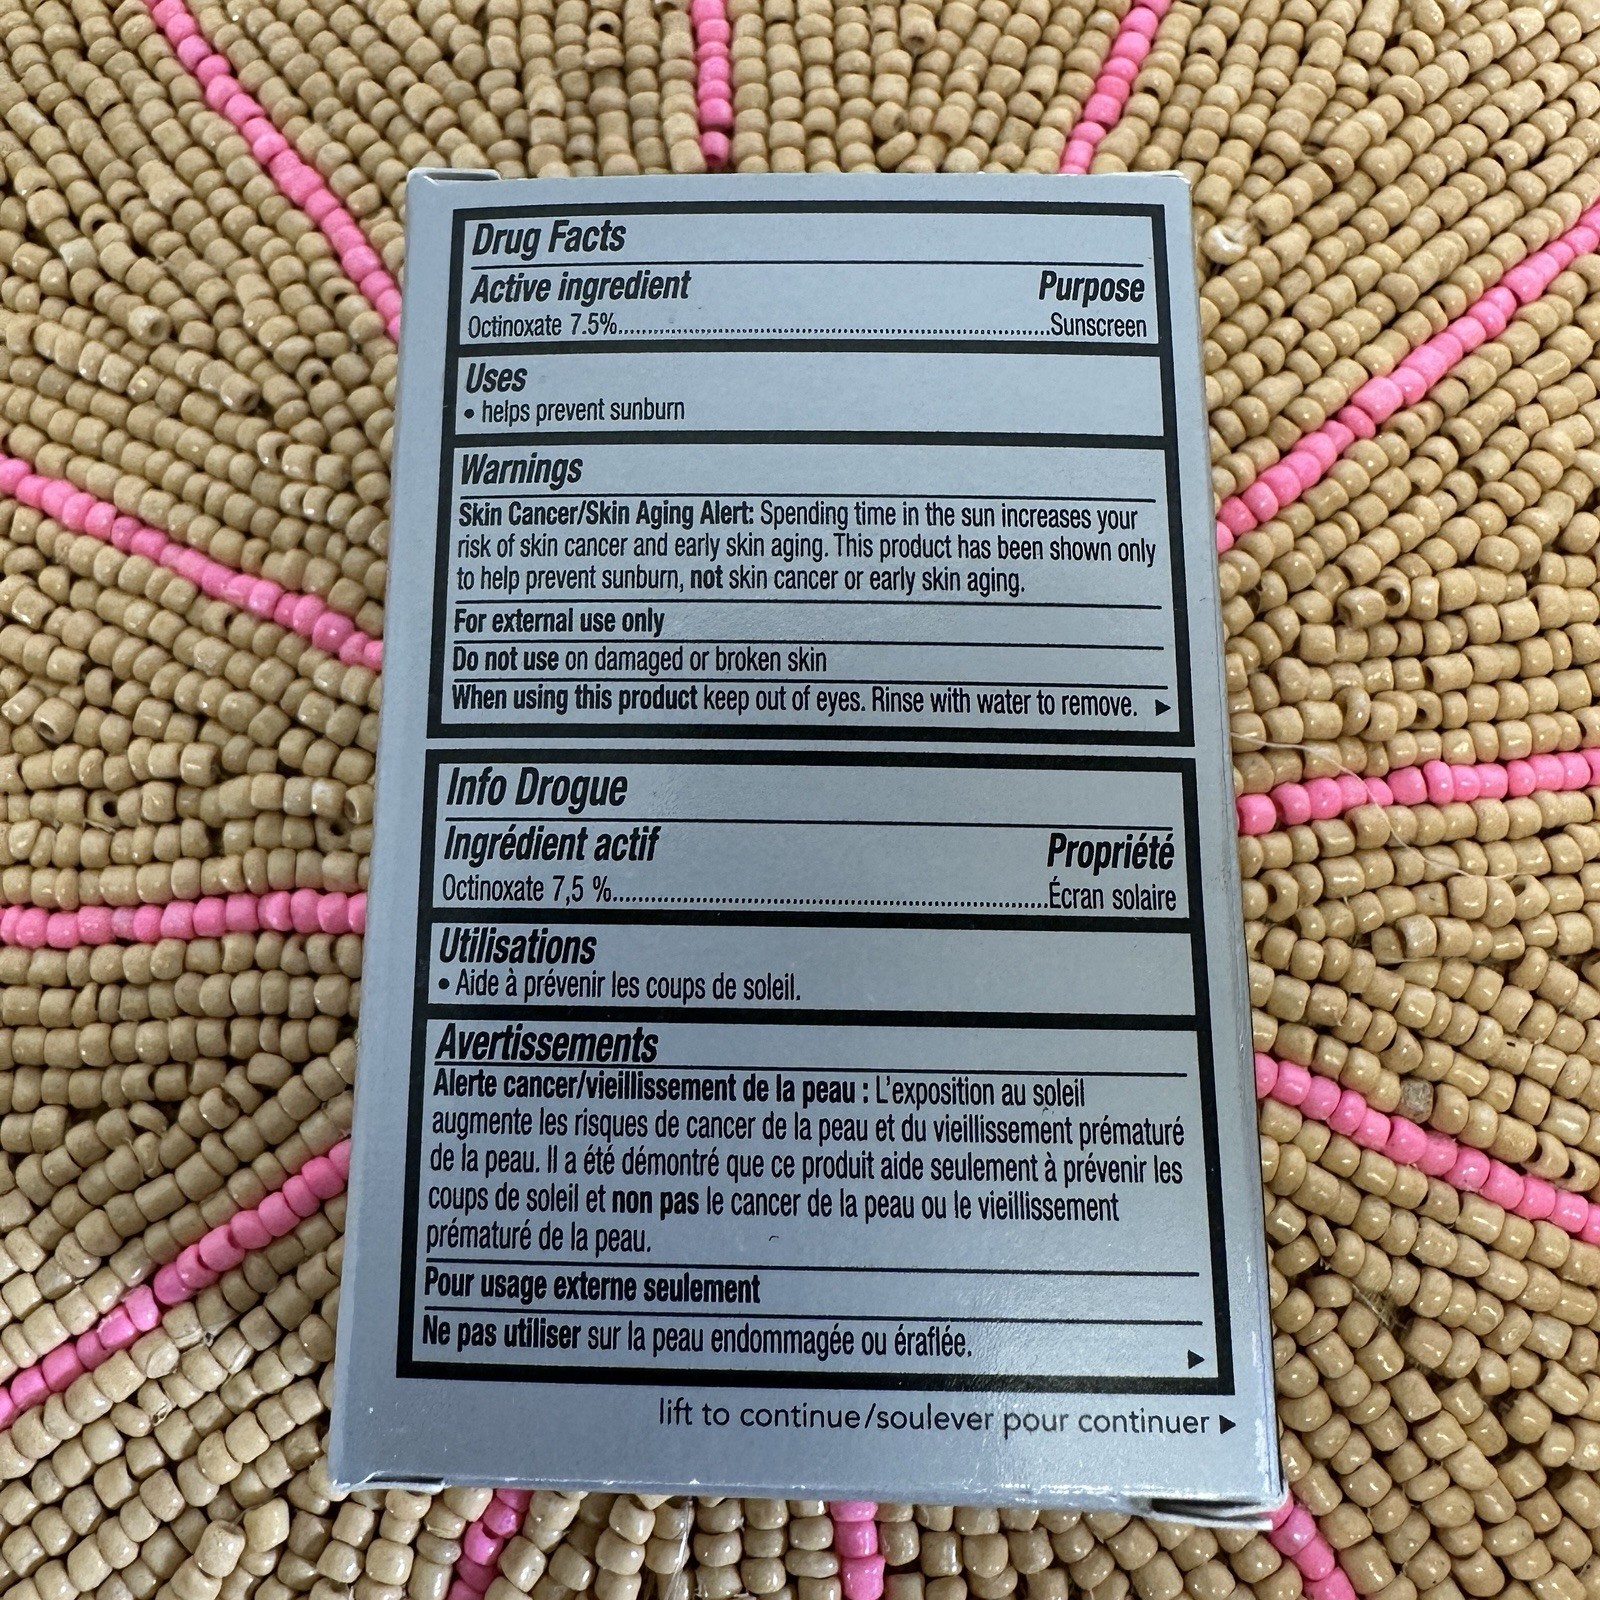 Drug Facts
Active ingredient Purpose
Octinoxate 7.5%..........Sunscreen
Uses
• helps prevent sunburn
Warnings
Skin Cancer/Skin Aging Alert: Spending time in the sun increases your
risk of skin cancer and early skin aging. This product has been shown only
to help prevent sunburn, not skin cancer or early skin aging.
For external use only
Do not use on damaged or broken skin
When using this product keep out of eyes. Rinse with water to remove. ▶
Info Drogue
Ingrédient actif Propriété
Octinoxate 7,5 %..........Écran solaire
Utilisations
• Aide à prévenir les coups de soleil.
Avertissements
Alerte cancer/vieillissement de la peau : L'exposition au soleil
augmente les risques de cancer de la peau et du vieillissement prématuré
de la peau. Il a été démontré que ce produit aide seulement à prévenir les
coups de soleil et non pas le cancer de la peau ou le vieillissement
prématuré de la peau.
Pour usage externe seulement
Ne pas utiliser sur la peau endommagée ou éraflée.
▶
lift to continue/soulever pour continuer ▶